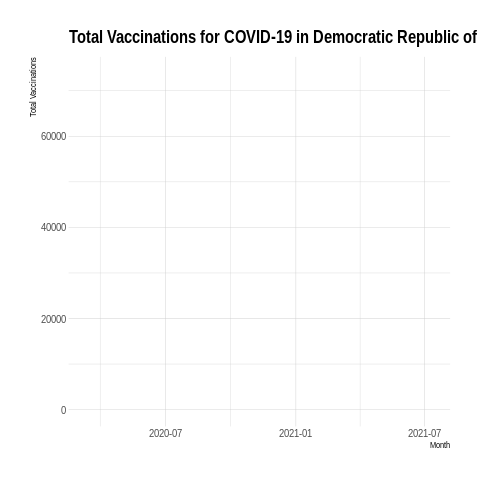 Total Vaccinations for COVID-19 in Democratic Republic of
Total Vaccinations
60000
40000
20000
0
2020-07 2021-01 2021-07
Month